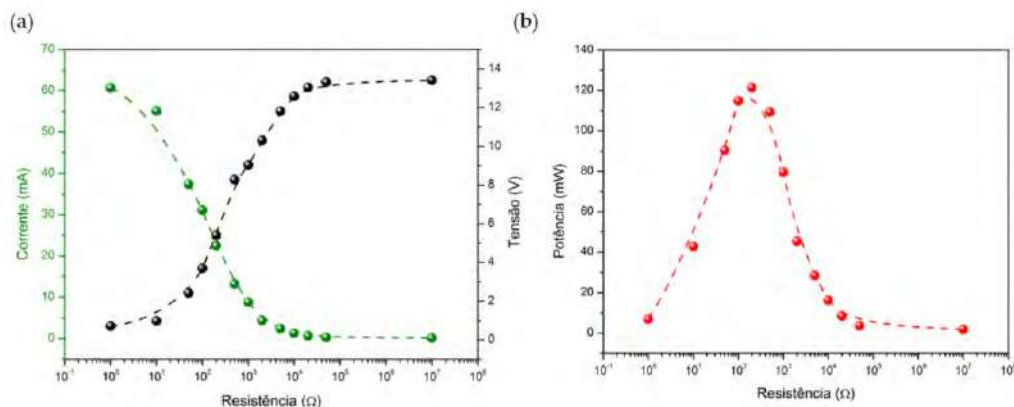 (a)
70
60
50
40
30
20
10
0
Corrente (mA)
14
12
10
8
6
4
2
0
Tensão (V)
10⁻¹ 10⁰ 10¹ 10² 10³ 10⁴ 10⁵ 10⁶ 10⁷ 10⁸
Resistência (Ω)
(b)
140
120
100
80
60
40
20
0
Potência (mW)
10⁻¹ 10⁰ 10¹ 10² 10³ 10⁴ 10⁵ 10⁶ 10⁷ 10⁸
Resistência (Ω)